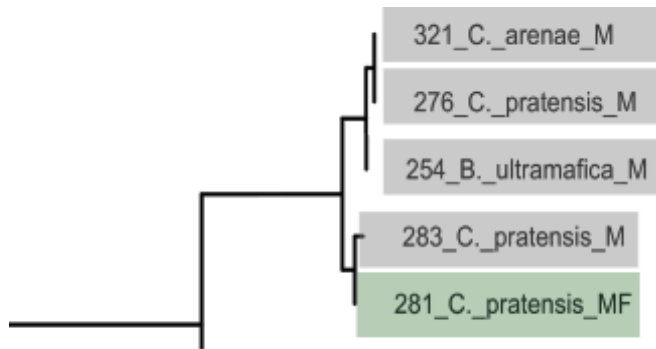 321_C._arenae_M
276_C._pratensis_M
254_B._ultramafica_M
283_C._pratensis_M
281_C._pratensis_MF